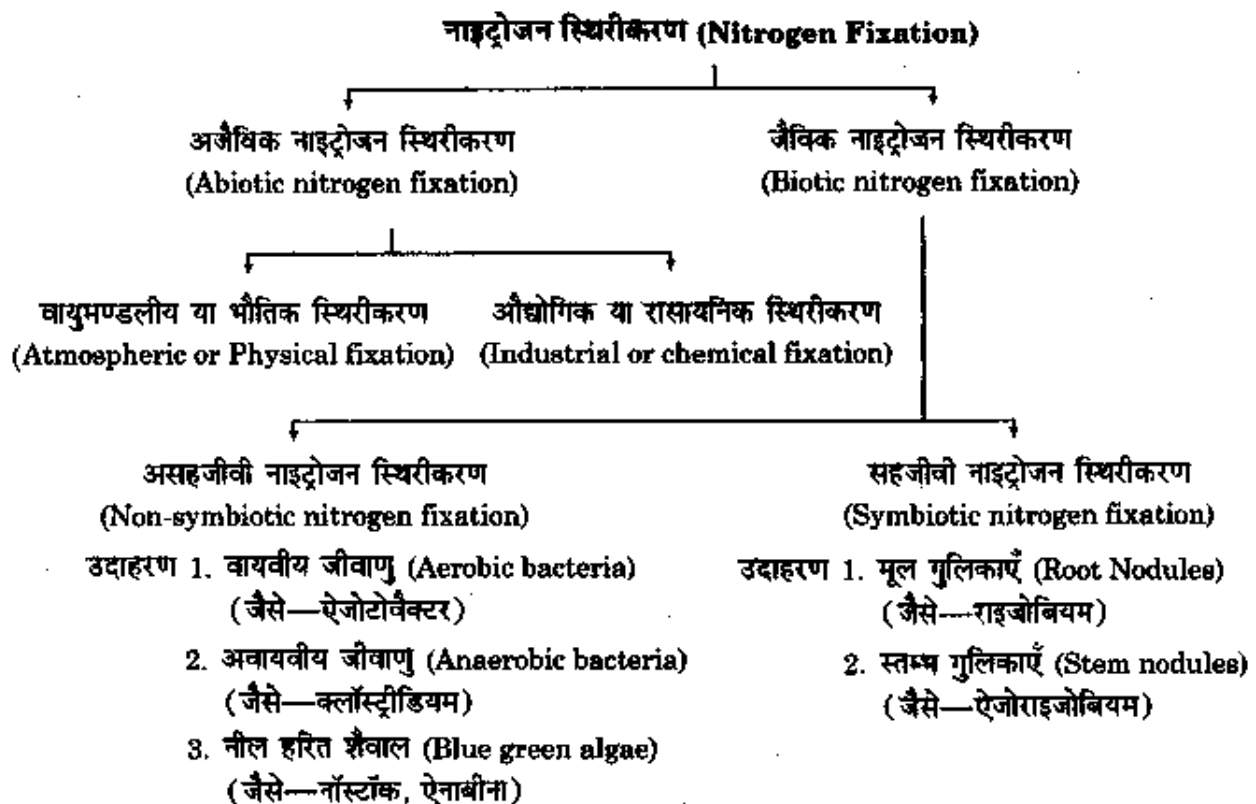 नाइट्रोजन स्थिरीकरण (Nitrogen Fixation)
अजैविक नाइट्रोजन स्थिरीकरण
(Abiotic nitrogen fixation)
जैविक नाइट्रोजन स्थिरीकरण
(Biotic nitrogen fixation)
वायुमण्डलीय या भौतिक स्थिरीकरण
(Atmospheric or Physical fixation)
औद्योगिक या रासायनिक स्थिरीकरण
(Industrial or chemical fixation)
असहजीवी नाइट्रोजन स्थिरीकरण
(Non-symbiotic nitrogen fixation)
उदाहरण 1. वायवीय जीवाणु (Aerobic bacteria)
(जैसे—ऐजोटोबैक्टर)
2. अवायवीय जीवाणु (Anaerobic bacteria)
(जैसे—क्लॉस्ट्रीडियम)
3. नील हरित शैवाल (Blue green algae)
(जैसे—नॉस्टॉक, ऐनाबीना)
सहजीवी नाइट्रोजन स्थिरीकरण
(Symbiotic nitrogen fixation)
उदाहरण 1. मूल गुलिकाएँ (Root Nodules)
(जैसे—राइजोबियम)
2. स्तम्भ गुलिकाएँ (Stem nodules)
(जैसे—ऐजोराइजोबियम)